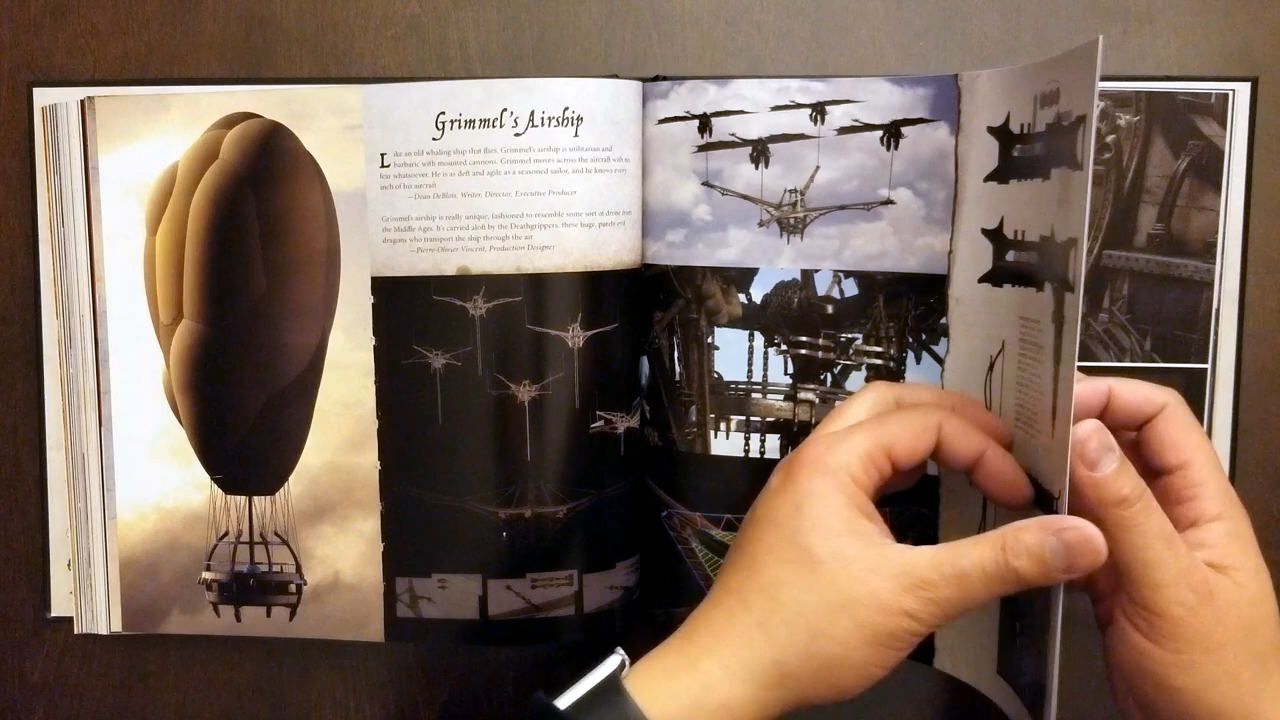 Grimmel's Airship
Like an old whaling ship that flies, Grimmel's airship is utilitarian and
barbaric with mounted cannons. Grimmel moves across the aircraft with no
fear whatsoever. He is as deft and agile as a seasoned sailor, and he knows every
inch of his aircraft.
—Dean DeBlois, Writer, Director, Executive Producer
Grimmel's airship is really unique, fashioned to resemble some sort of drone from
the Middle Ages. It's carried aloft by the Deathgrippers, these huge, purely evil
dragons who transport the ship through the air.
—Pierre-Olivier Vincent, Production Designer